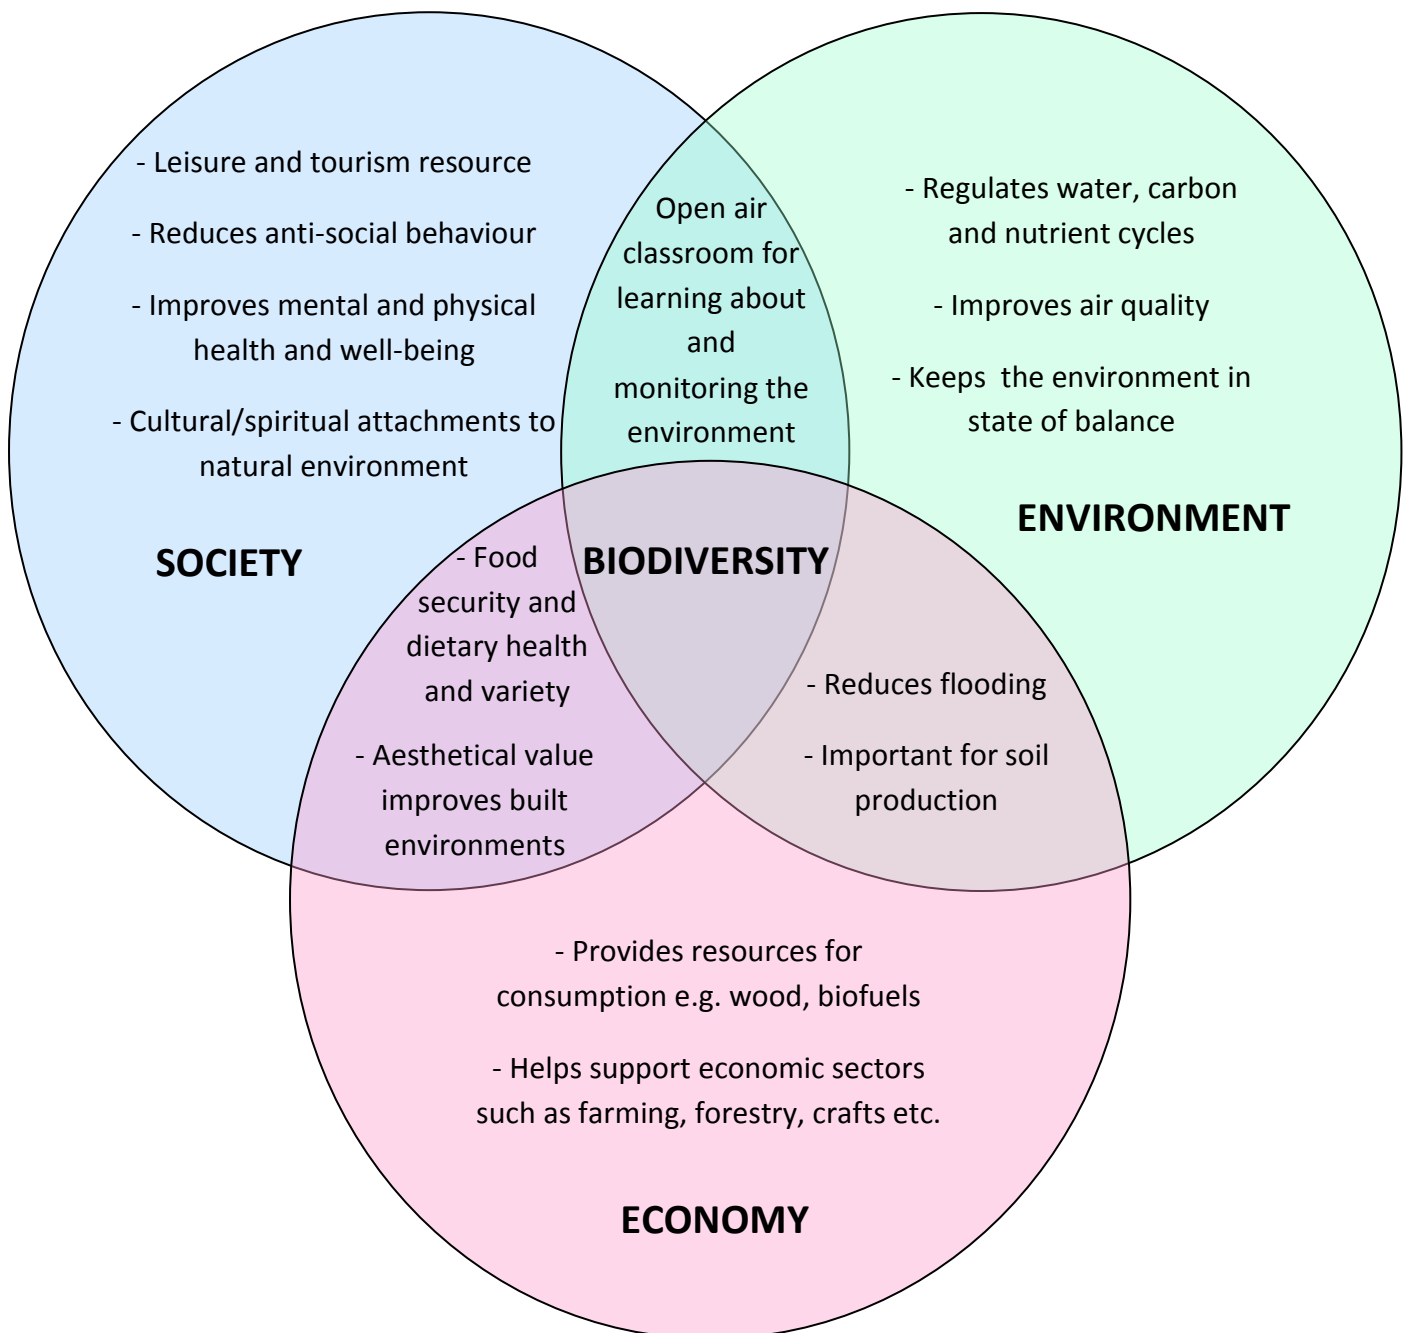 - Leisure and tourism resource
- Reduces anti-social behaviour
- Improves mental and physical
health and well-being
- Cultural/spiritual attachments to
natural environment
SOCIETY
Open air
classroom for
learning about
and
monitoring the
environment
- Regulates water, carbon
and nutrient cycles
- Improves air quality
- Keeps  the environment in
state of balance
ENVIRONMENT
BIODIVERSITY
- Food
security and
dietary health
and variety
- Aesthetical value
improves built
environments
- Reduces flooding
- Important for soil
production
- Provides resources for
consumption e.g. wood, biofuels
- Helps support economic sectors
such as farming, forestry, crafts etc.
ECONOMY